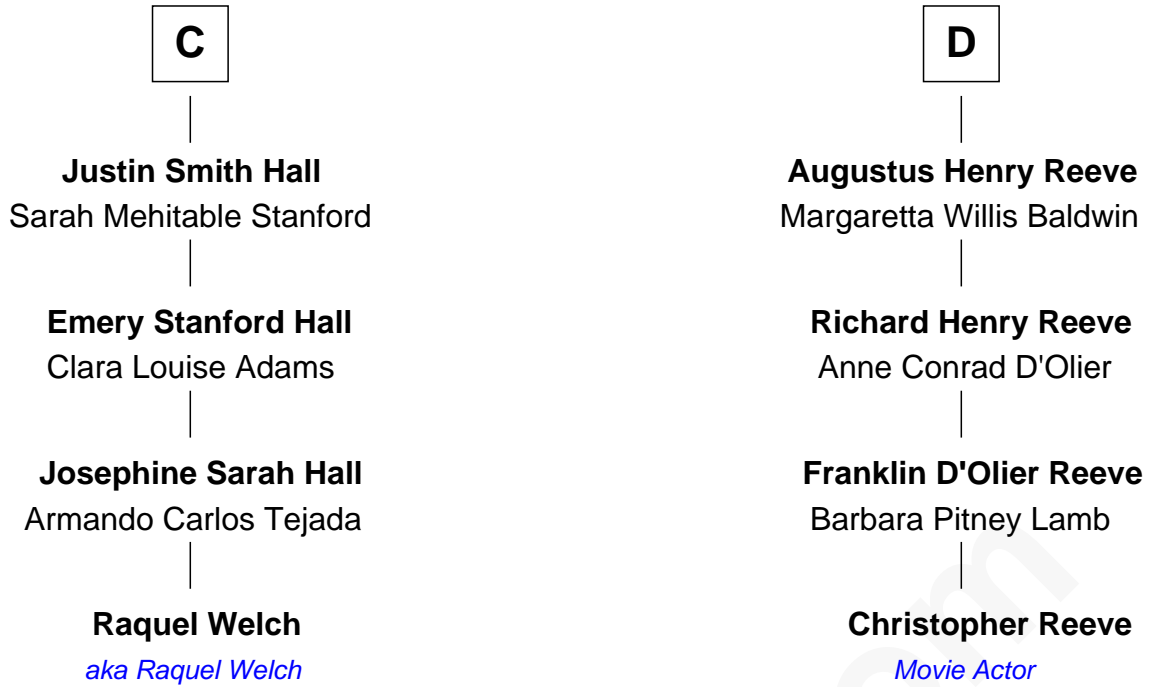 C
Justin Smith Hall
Sarah Mehitable Stanford
Emery Stanford Hall
Clara Louise Adams
Josephine Sarah Hall
Armando Carlos Tejada
Raquel Welch
aka Raquel Welch
D
Augustus Henry Reeve
Margaretta Willis Baldwin
Richard Henry Reeve
Anne Conrad D'Olier
Franklin D'Olier Reeve
Barbara Pitney Lamb
Christopher Reeve
Movie Actor